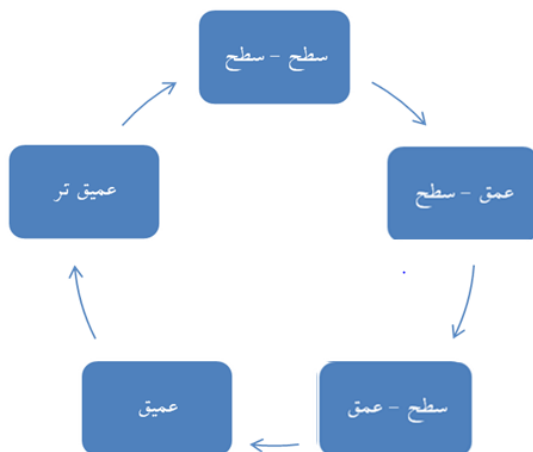 سطح – سطح
عمق – سطح
سطح – عمق
عمیق
عمیق تر